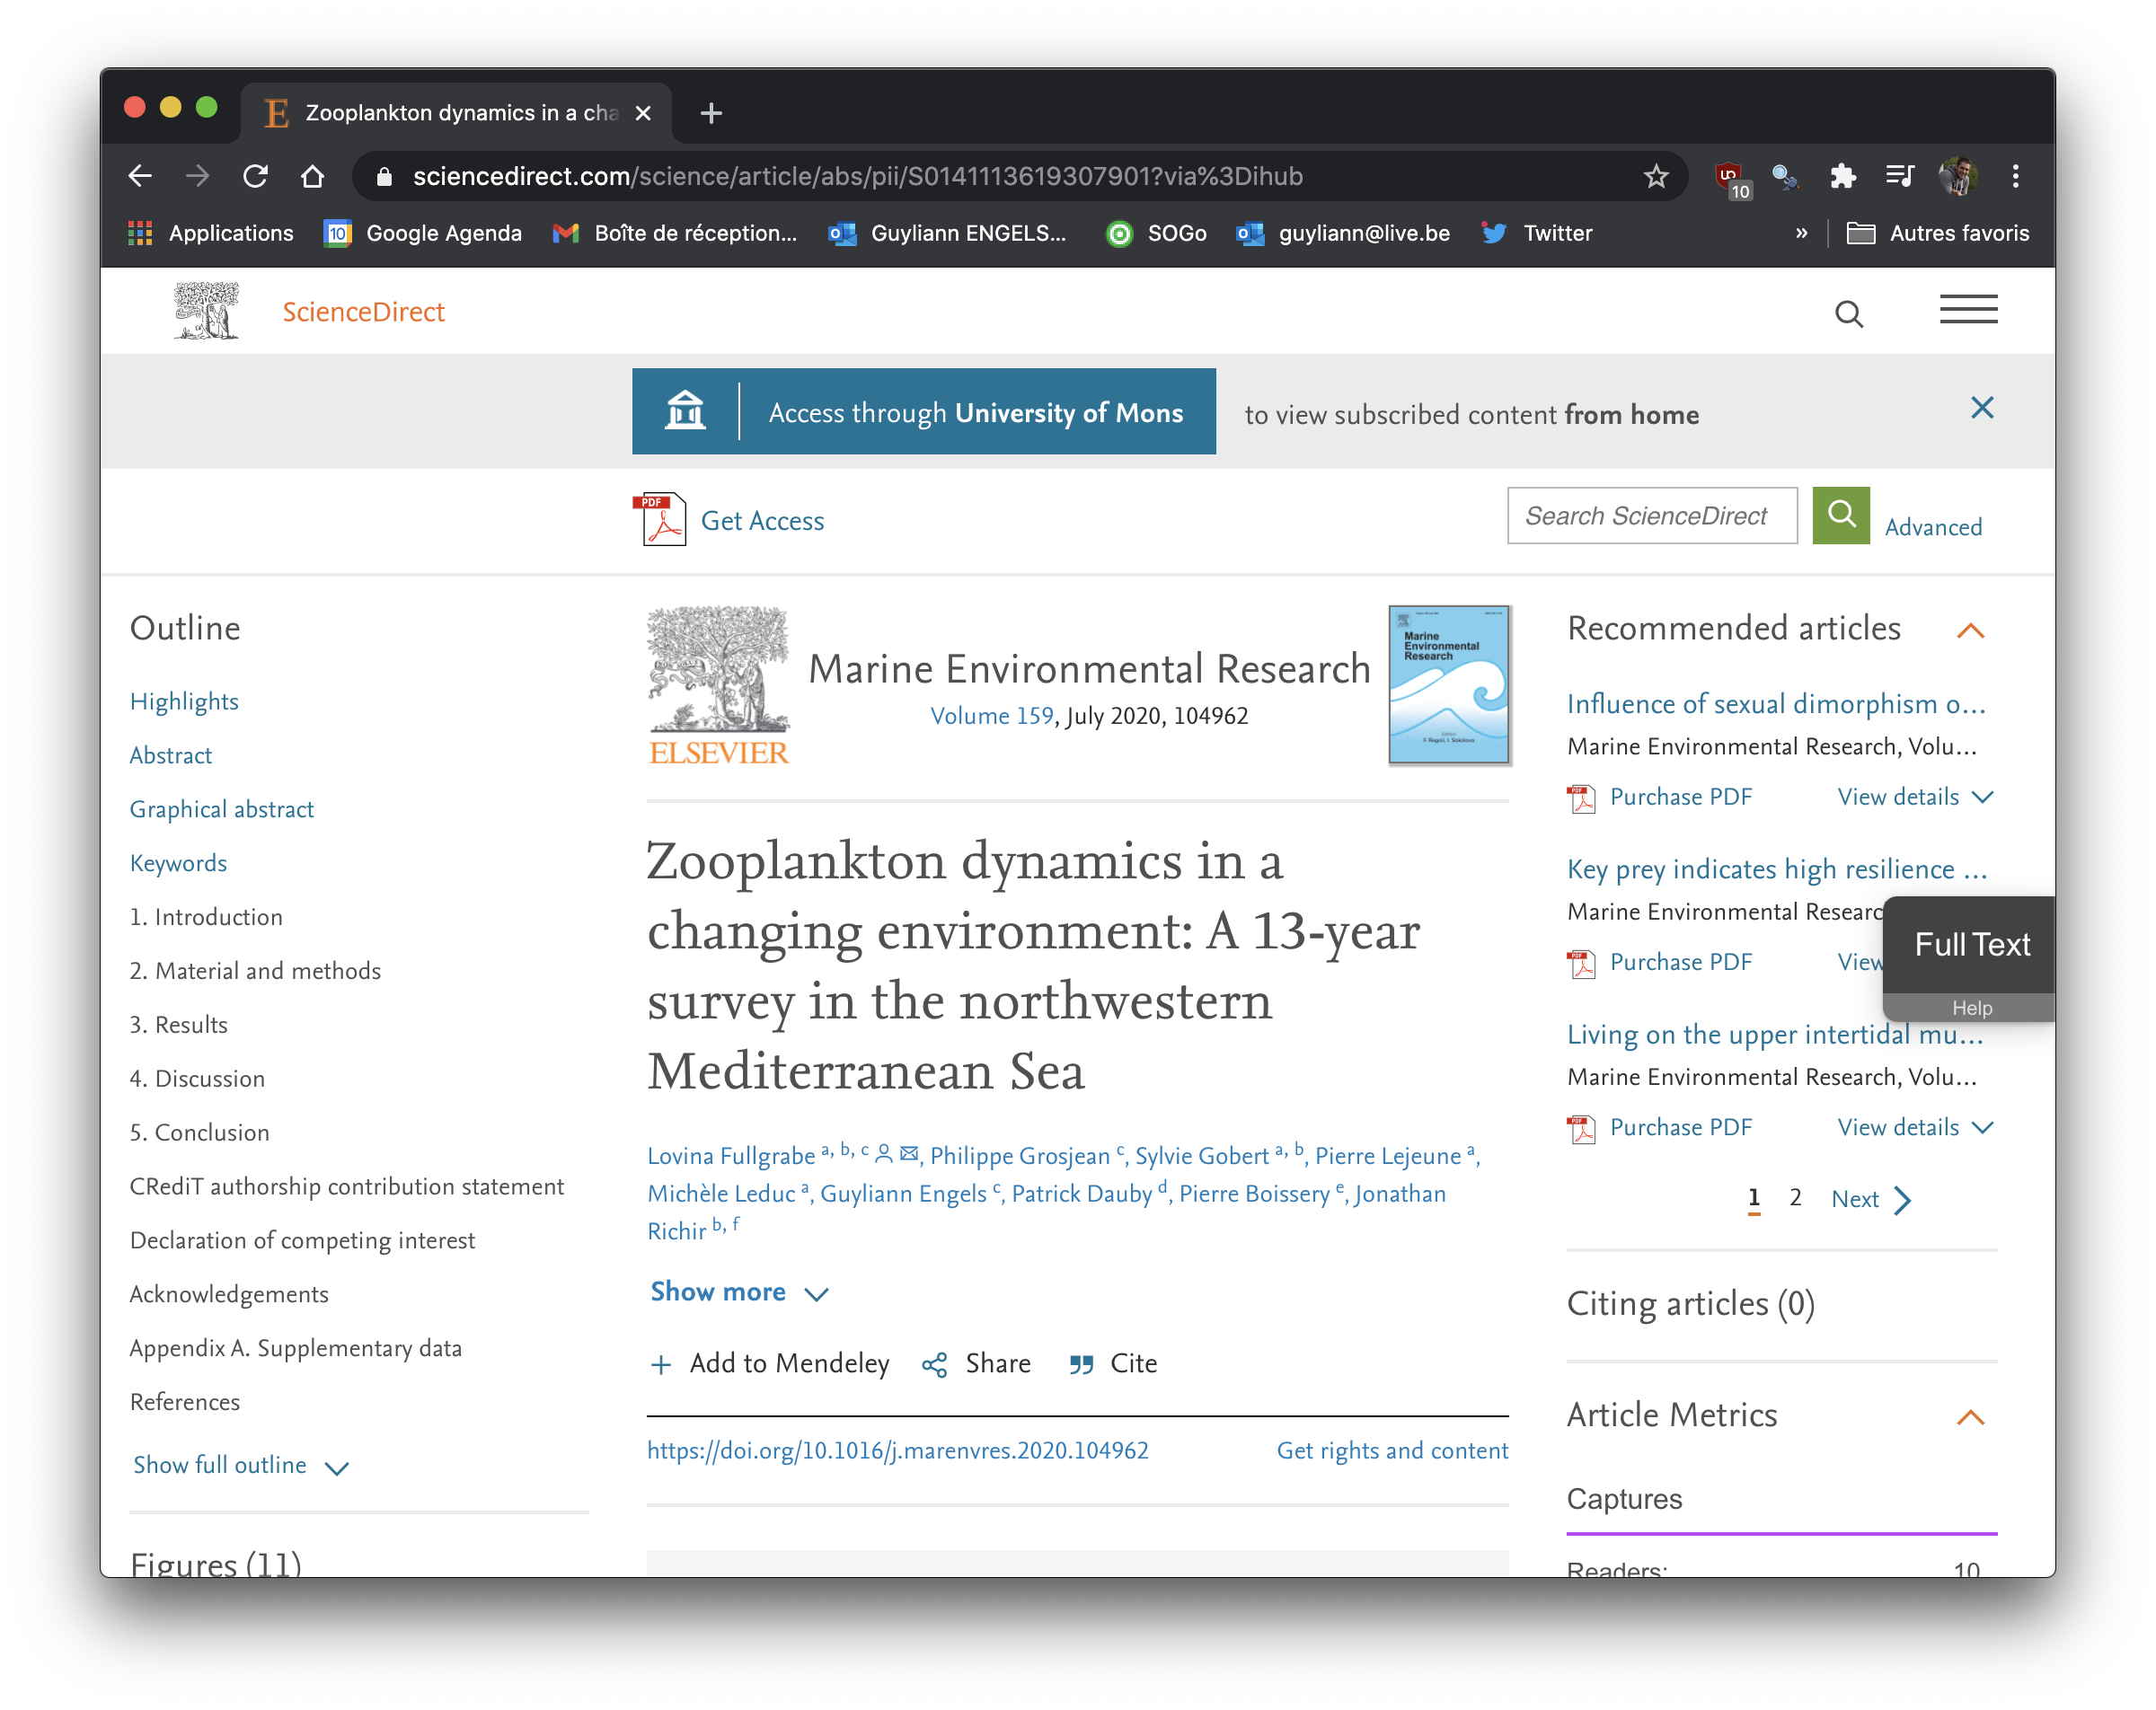 Zooplankton dynamics in a cha
sciencedirect.com/science/article/abs/pii/S0141113619307901?via%3Dihub
10
Applications
10
Google Agenda
Boîte de réception...
Guyliann ENGELS...
SOGo
guyliann@live.be
Twitter
»
Autres favoris
ScienceDirect
Access through University of Mons
to view subscribed content from home
PDF
Get Access
Search ScienceDirect
Advanced
Outline
Highlights
Abstract
Graphical abstract
Keywords
1. Introduction
2. Material and methods
3. Results
4. Discussion
5. Conclusion
CRediT authorship contribution statement
Declaration of competing interest
Acknowledgements
Appendix A. Supplementary data
References
Show full outline
Figures (11)
ELSEVIER
Marine Environmental Research
Volume 159, July 2020, 104962
Marine
Environmental
Research
Zooplankton dynamics in a
changing environment: A 13-year
survey in the northwestern
Mediterranean Sea
Lovina Fullgrabe a, b, c, Philippe Grosjean c, Sylvie Gobert a, b, Pierre Lejeune a,
Michèle Leduc a, Guyliann Engels c, Patrick Dauby d, Pierre Boissery e, Jonathan
Richir b, f
Show more
Add to Mendeley
Share
Cite
https://doi.org/10.1016/j.marenvres.2020.104962
Get rights and content
Recommended articles
Influence of sexual dimorphism o...
Marine Environmental Research, Volu...
PDF
Purchase PDF
View details
Key prey indicates high resilience ...
Marine Environmental Researc
PDF
Purchase PDF
View
Full Text
Help
Living on the upper intertidal mu...
Marine Environmental Research, Volu...
PDF
Purchase PDF
View details
1 2 Next
Citing articles (0)
Article Metrics
Captures
Readers: 10